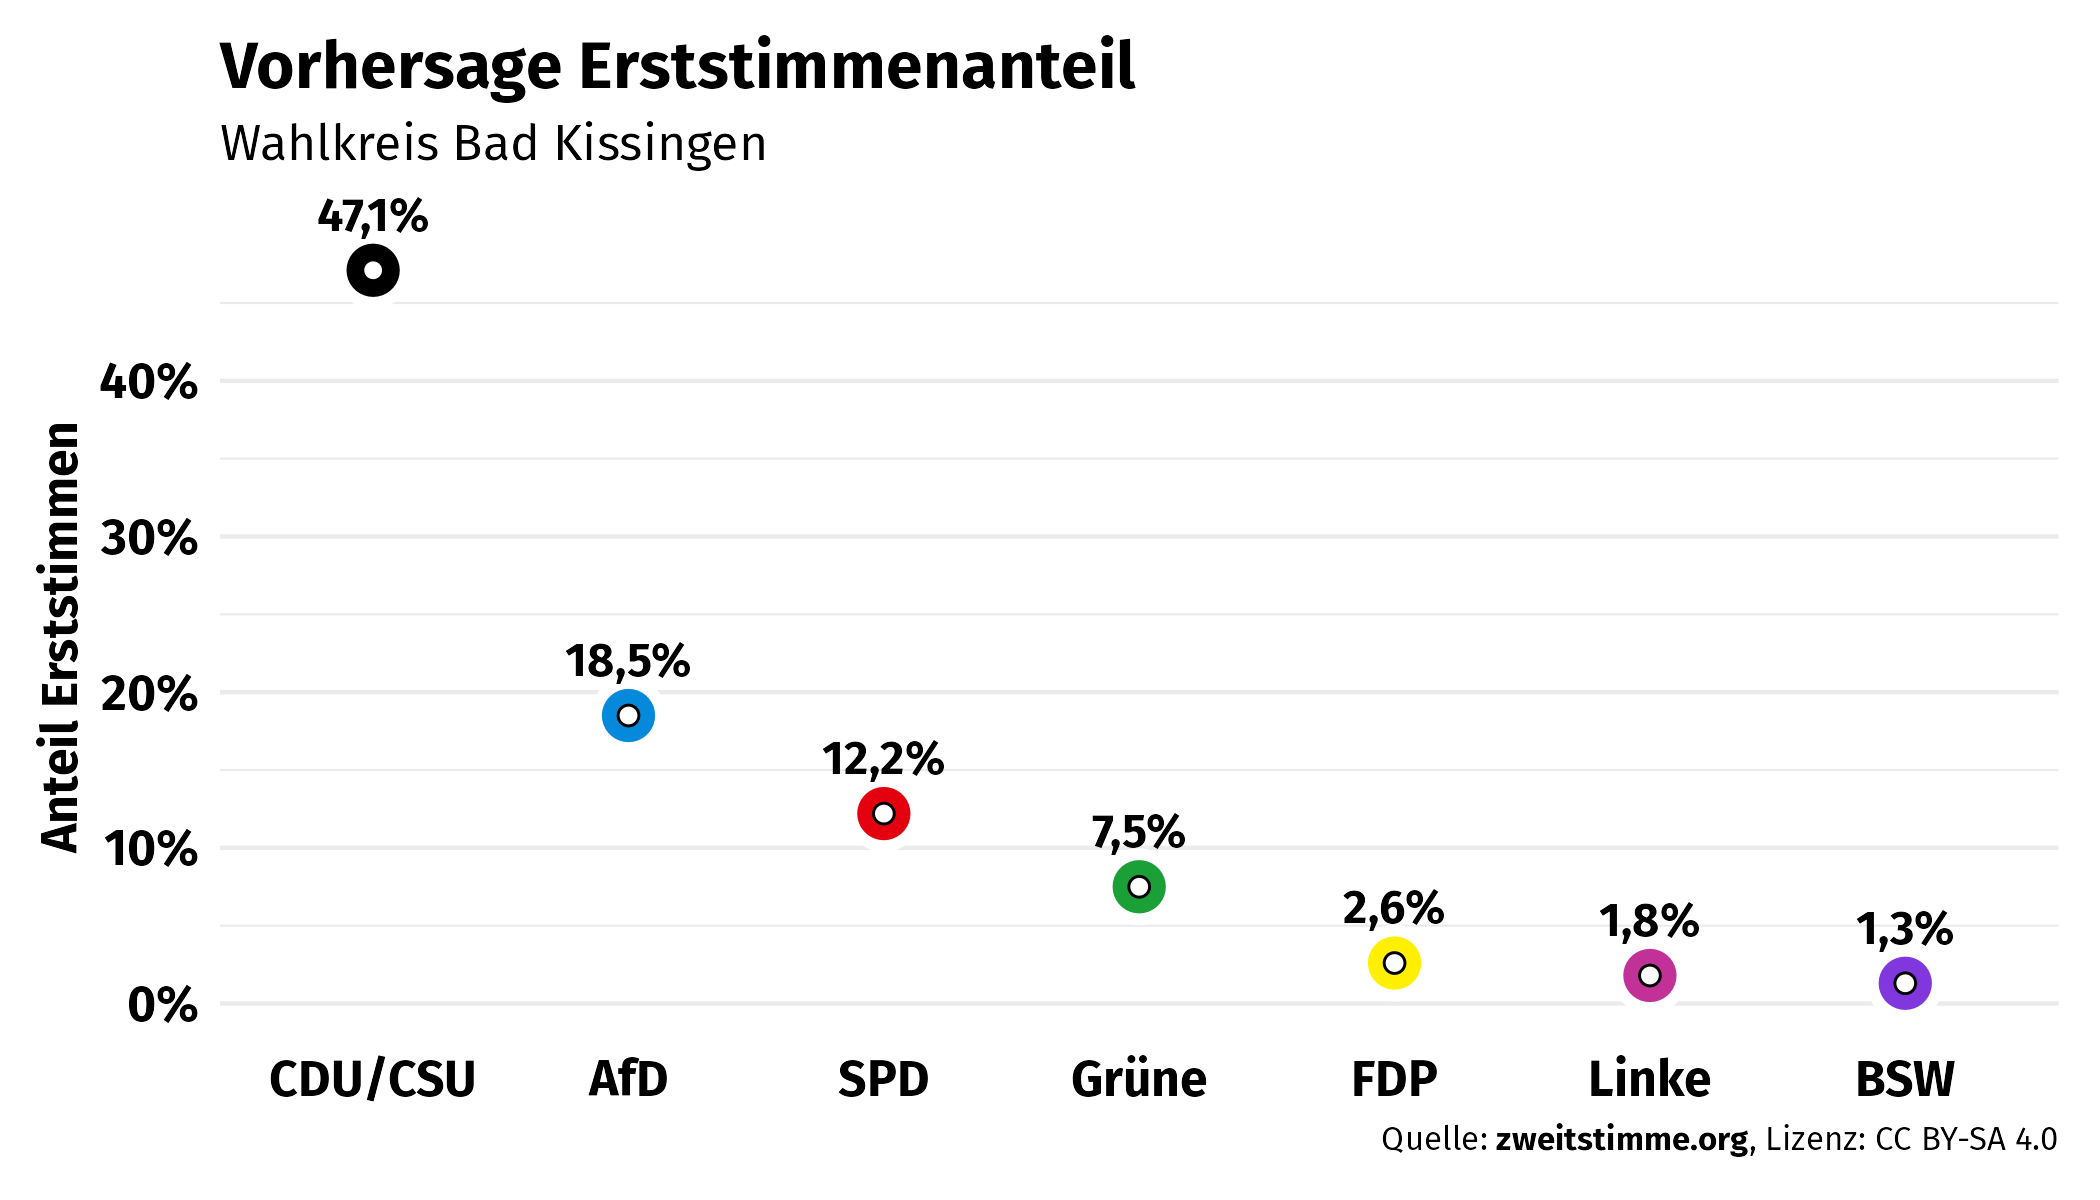 Vorhersage Erststimmenanteil
Wahlkreis Bad Kissingen
47,1%
40%
30%
20%
10%
0%
Anteil Erststimmen
18,5%
12,2%
7,5%
2,6%
1,8%
1,3%
CDU/CSU AfD SPD Grüne FDP Linke BSW
Quelle: zweitstimme.org, Lizenz: CC BY-SA 4.0